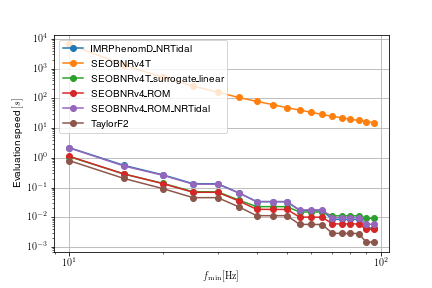 10⁴
10³
10²
10¹
10⁰
10⁻¹
10⁻²
10⁻³
Evaluation speed [s]
IMRPhenomD_NRTidal
SEOBNRv4T
SEOBNRv4T_surrogate_linear
SEOBNRv4_ROM
SEOBNRv4_ROM_NRTidal
TaylorF2
10¹
10²
f_min[Hz]